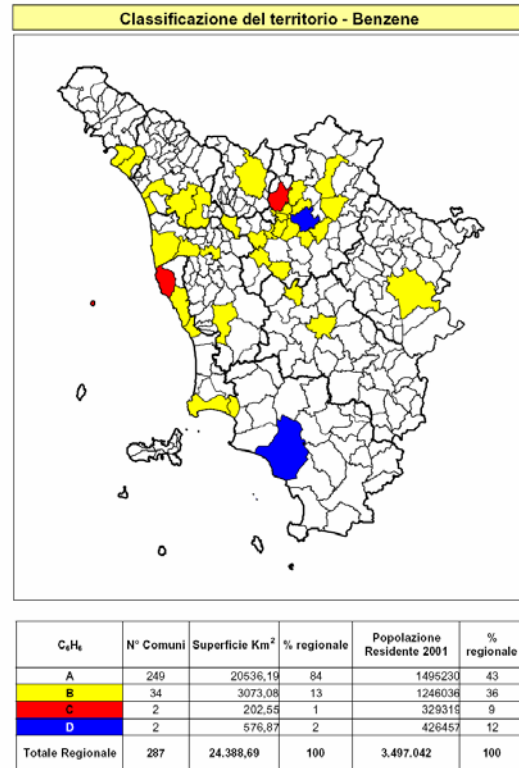 Classificazione del territorio - Benzene
C₆H₆ N° Comuni Superficie Km² % regionale Popolazione Residente 2001 % regionale
A 249 20536,19 84 1495230 43
B 34 3073,08 13 1246036 36
C 2 202,55 1 329319 9
D 2 576,87 2 426457 12
Totale Regionale 287 24.388,69 100 3.497.042 100